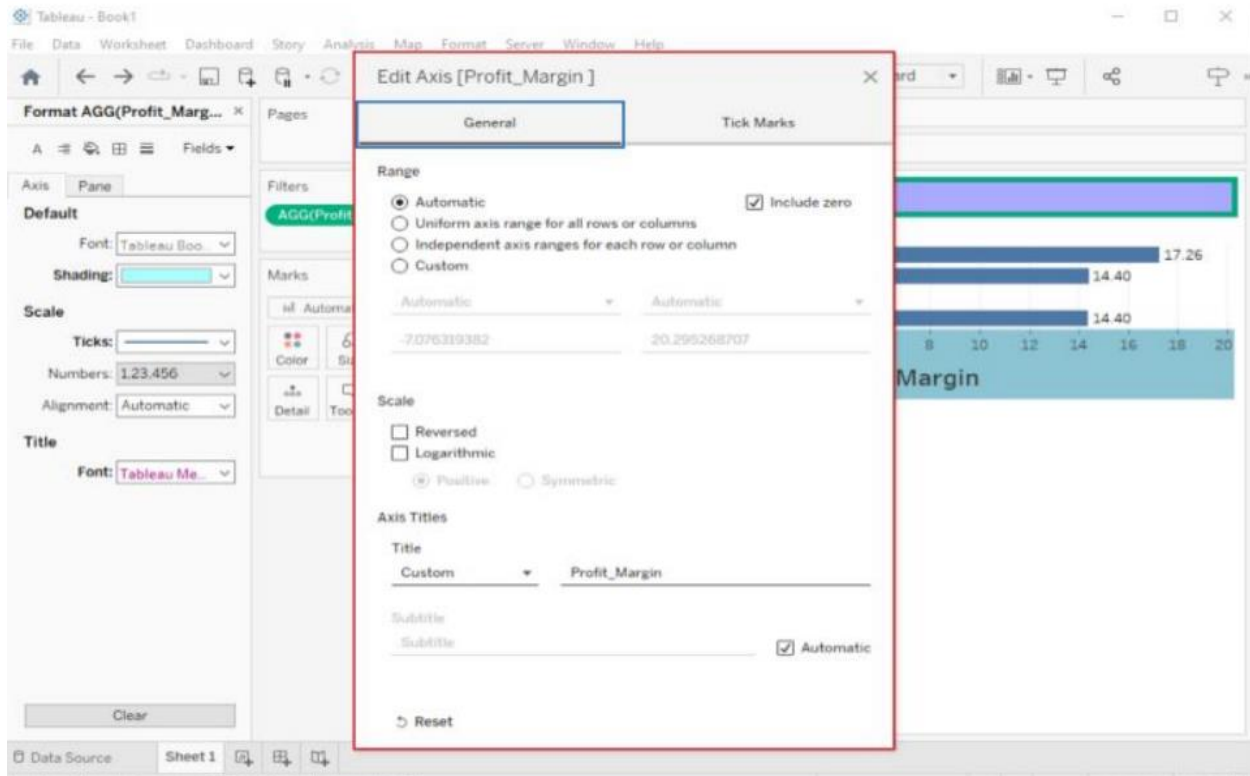 Tableau - Book1
File Data Worksheet Dashboard Story Analysis Map Format Server Window Help
Format AGG(Profit_Marg...
Fields
Axis Pane
Default
Font: Tableau Boo...
Shading:
Scale
Ticks:
Numbers: 1,23,456
Alignment: Automatic
Title
Font: Tableau Me...
Clear
Pages
Filters
AGG(Profit
Marks
Automa
Color
Detail Too
Edit Axis [Profit_Margin ]
General Tick Marks
Range
Automatic Include zero
Uniform axis range for all rows or columns
Independent axis ranges for each row or column
Custom
Automatic Automatic
-7.076319382 20.295268707
Scale
Reversed
Logarithmic
Positive Symmetric
Axis Titles
Title
Custom Profit_Margin
Subtitle
Subtitle Automatic
Reset
rd
17.26
14.40
14.40
8 10 12 14 16 18 20
Margin
Data Source Sheet 1